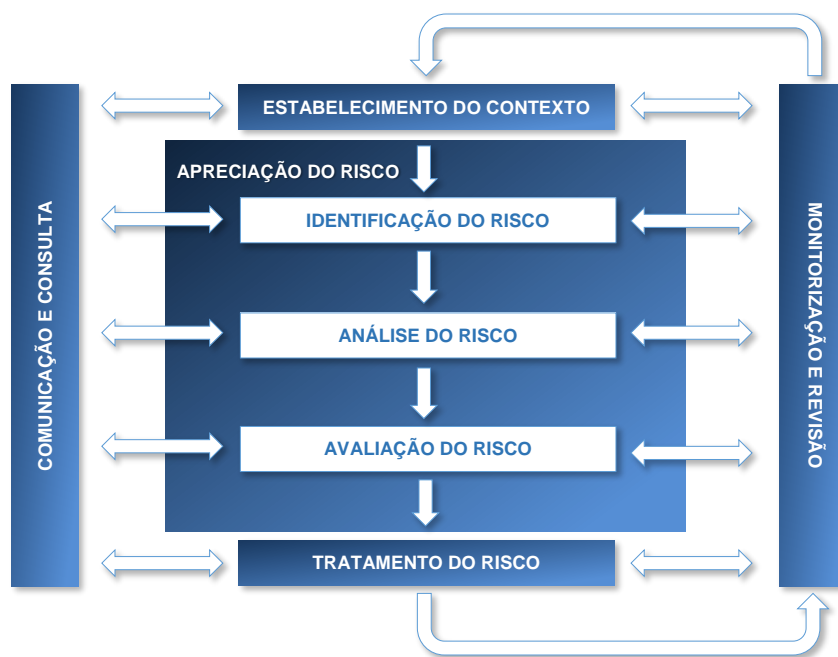 ESTABELECIMENTO DO CONTEXTO
APRECIAÇÃO DO RISCO
IDENTIFICAÇÃO DO RISCO
ANÁLISE DO RISCO
AVALIAÇÃO DO RISCO
TRATAMENTO DO RISCO
COMUNICAÇÃO E CONSULTA
MONITORIZAÇÃO E REVISÃO